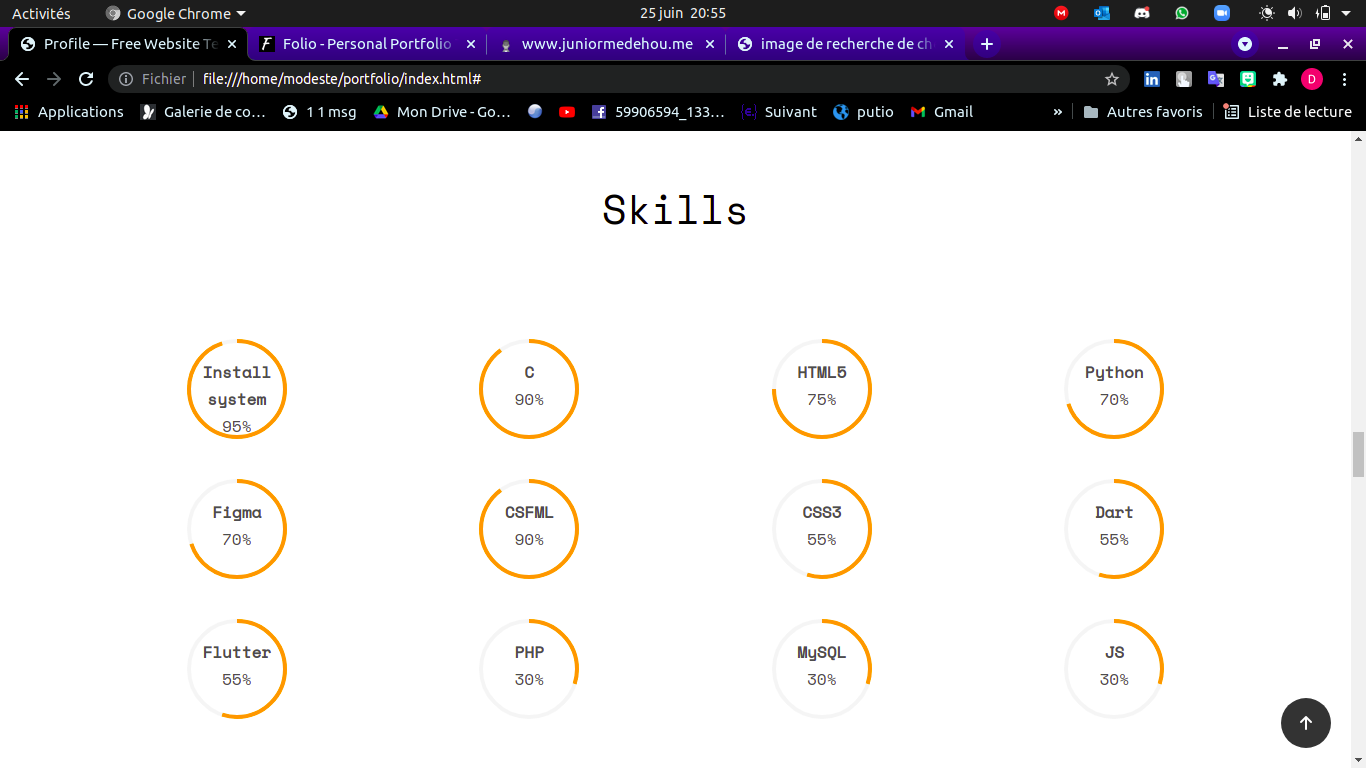 Activités
Google Chrome
25 juin 20:55
Profile — Free Website Te
Folio - Personal Portfolio
www.juniormedehou.me
image de recherche de ch
Fichier
file:///home/modeste/portfolio/index.html#
D
Applications
Galerie de co…
1 1 msg
Mon Drive - Go…
59906594_133…
Suivant
putio
Gmail
»
Autres favoris
Liste de lecture
Skills
Install
system
95%
C
90%
HTML5
75%
Python
70%
Figma
70%
CSFML
90%
CSS3
55%
Dart
55%
Flutter
55%
PHP
30%
MySQL
30%
JS
30%